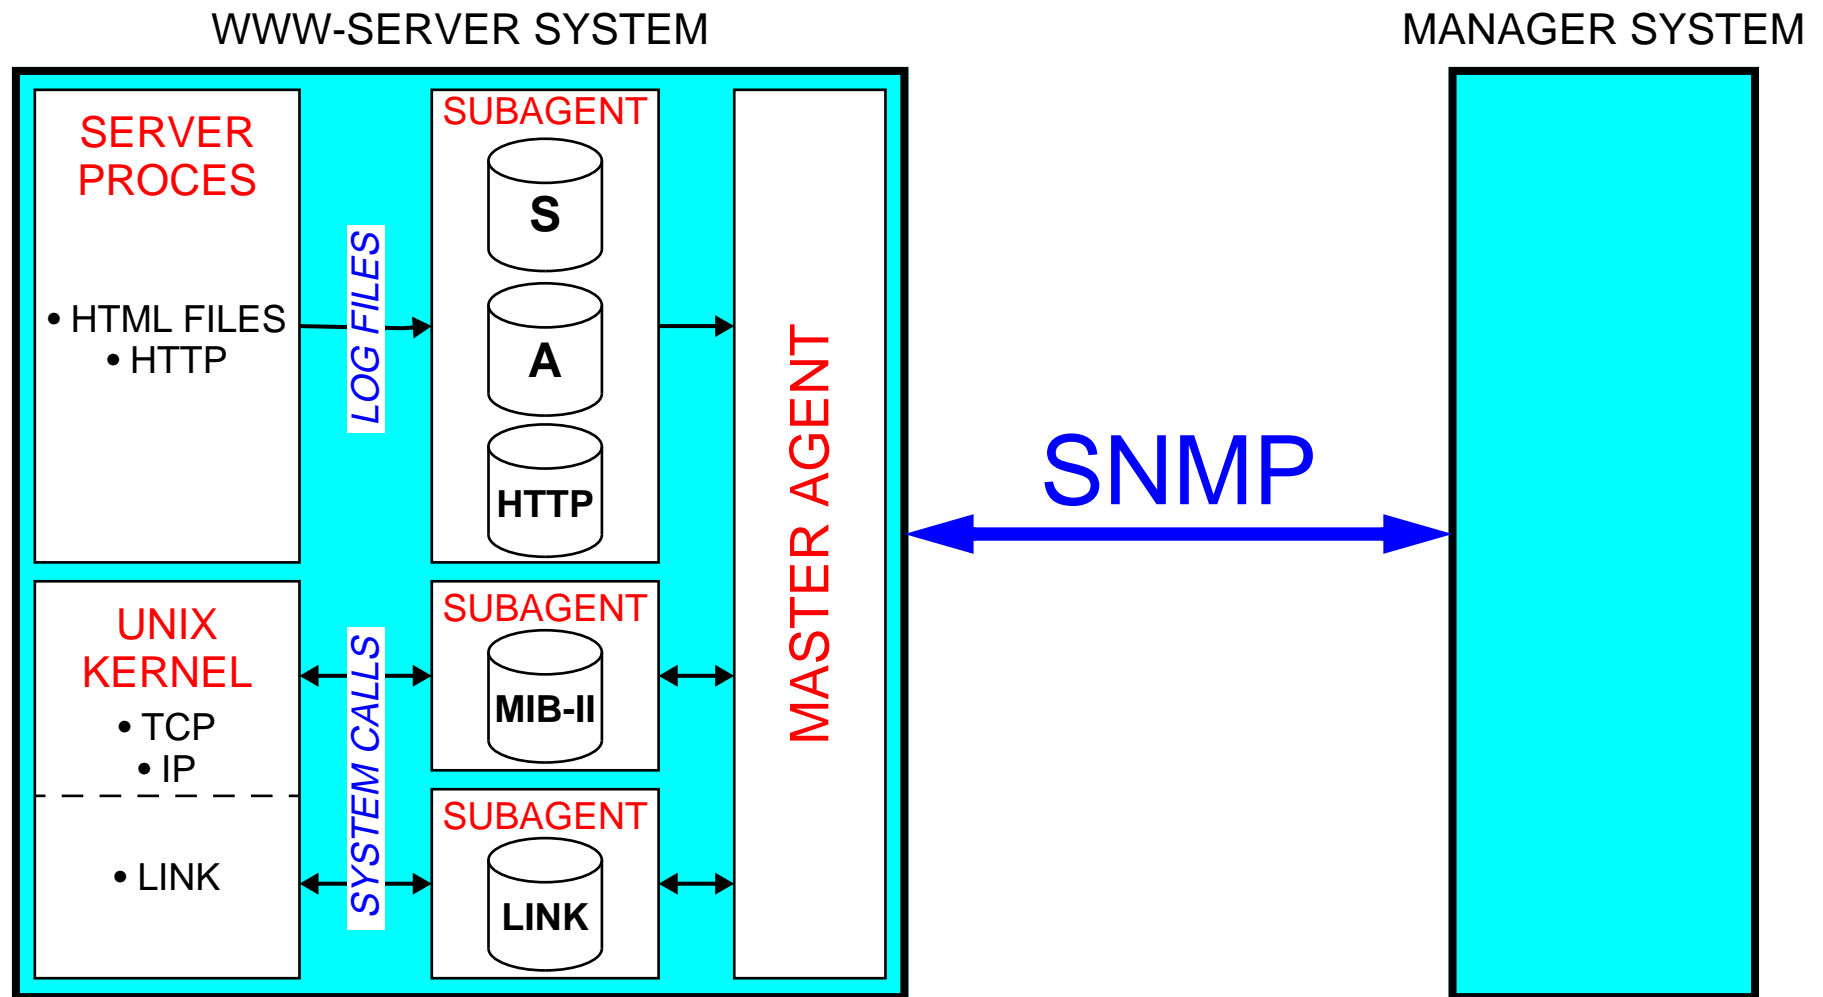 WWW-SERVER SYSTEM
MANAGER SYSTEM
SERVER
PROCES
• HTML FILES
• HTTP
LOG FILES
SUBAGENT
S
A
HTTP
UNIX
KERNEL
• TCP
• IP
• LINK
SYSTEM CALLS
SUBAGENT
MIB-II
SUBAGENT
LINK
MASTER AGENT
SNMP